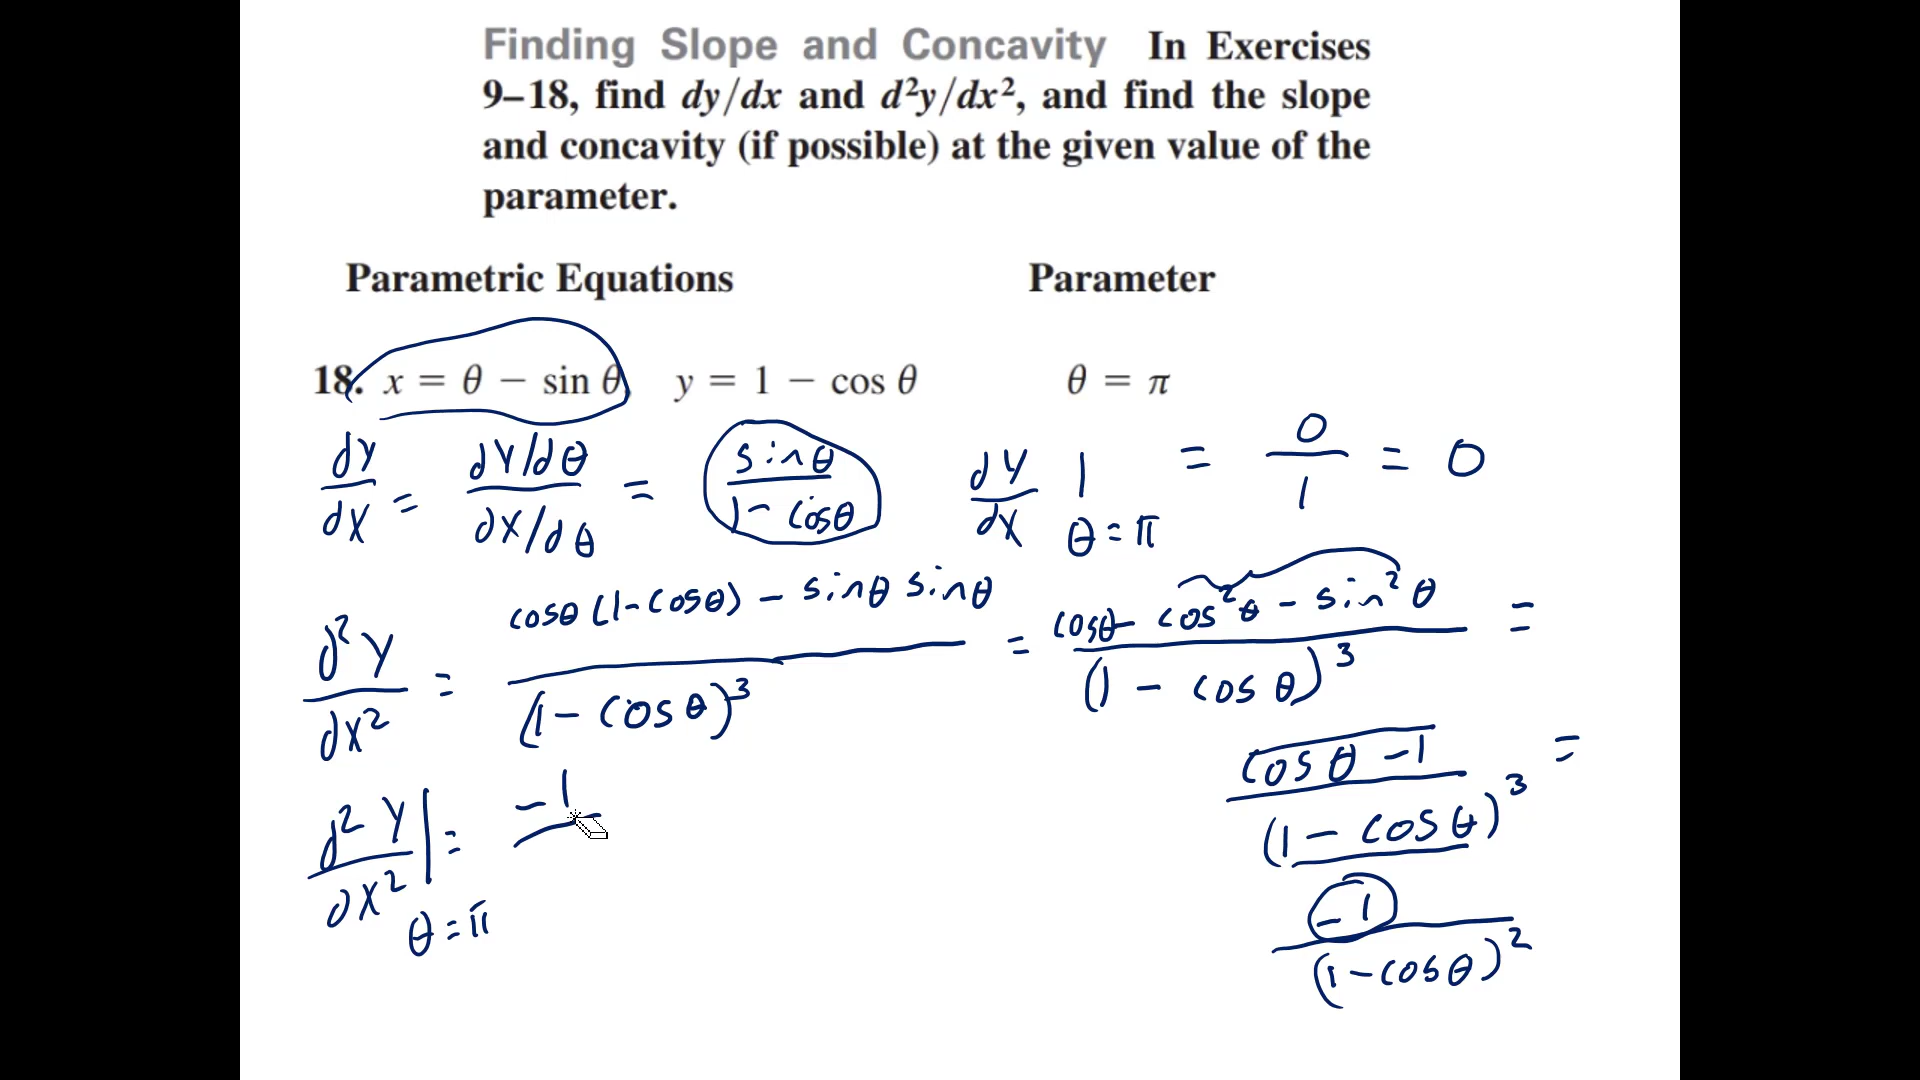 Finding Slope and Concavity In Exercises
9–18, find dy/dx and d²y/dx², and find the slope
and concavity (if possible) at the given value of the
parameter.
Parametric Equations Parameter
18. x = θ − sin θ, y = 1 − cos θ θ = π
dy/dx = (dy/dθ)/(dx/dθ) = sinθ/(1 − cosθ) dy/dx | θ=π = 0/1 = 0
d²y/dx² = (cosθ(1−cosθ) − sinθ sinθ)/(1 − cosθ)³ = (cosθ − cos²θ − sin²θ)/(1 − cosθ)³ =
(cosθ − 1)/(1 − cosθ)³ =
d²y/dx² | θ=π = −1
−1/(1−cosθ)²